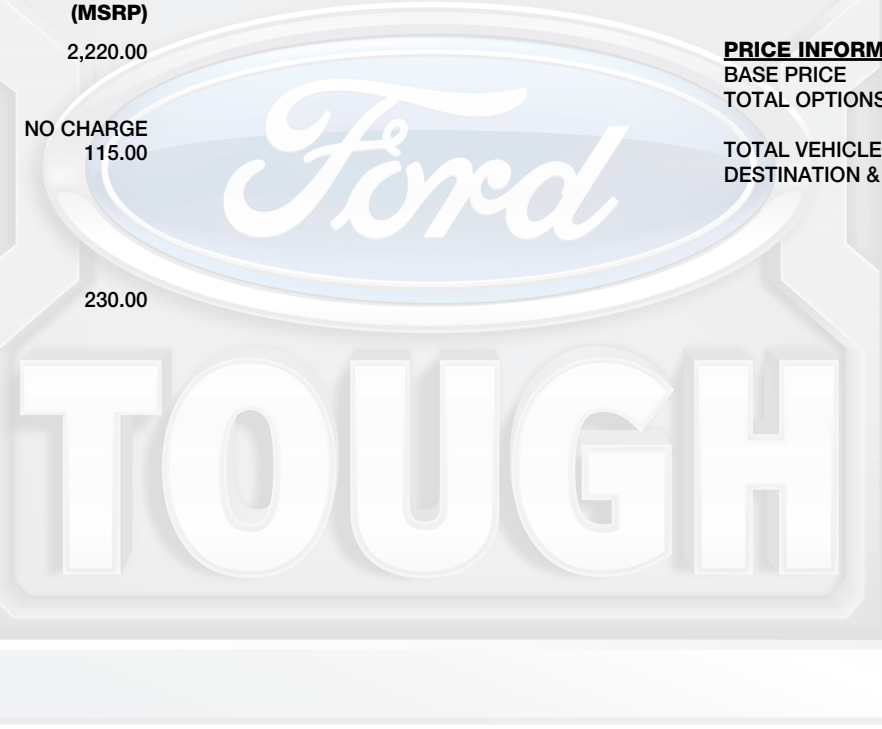 (MSRP)
2,220.00
NO CHARGE
115.00
230.00
PRICE INFORM
BASE PRICE
TOTAL OPTIONS
TOTAL VEHICLE
DESTINATION &
Ford
TOUGH